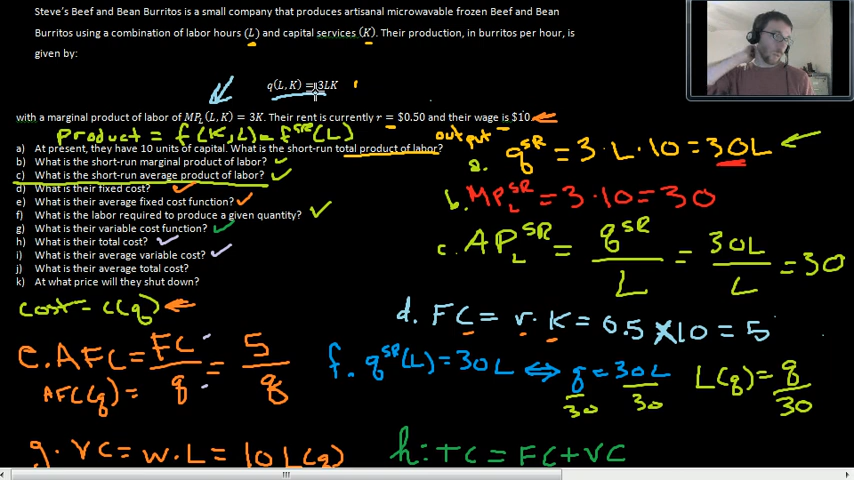 Steve's Beef and Bean Burritos is a small company that produces artisanal microwavable frozen Beef and Bean
Burritos using a combination of labor hours (L) and capital services (K). Their production, in burritos per hour, is
given by:
q(L, K) = 3LK
with a marginal product of labor of MP_L(L, K) = 3K. Their rent is currently r = $0.50 and their wage is $10.
Product = f(K,L) = f^SR(L)
output
a) At present, they have 10 units of capital. What is the short-run total product of labor?
b) What is the short-run marginal product of labor?
c) What is the short-run average product of labor?
d) What is their fixed cost?
e) What is their average fixed cost function?
f) What is the labor required to produce a given quantity?
g) What is their variable cost function?
h) What is their total cost?
i) What is their average variable cost?
j) What is their average total cost?
k) At what price will they shut down?
a. q^SR = 3·L·10 = 30L
b. MP_L^SR = 3·10 = 30
c. AP_L^SR = q^SR / L = 30L / L = 30
Cost - C(q)
d. FC = r·K = 0.5 × 10 = 5
e. AFC = FC / q = 5 / q
AFC(q) =
f. q^SR(L) = 30L ⇔ q / 30 = 30L / 30 L(q) = q / 30
g. VC = w.L = 10L(q)
h: TC = FC + VC